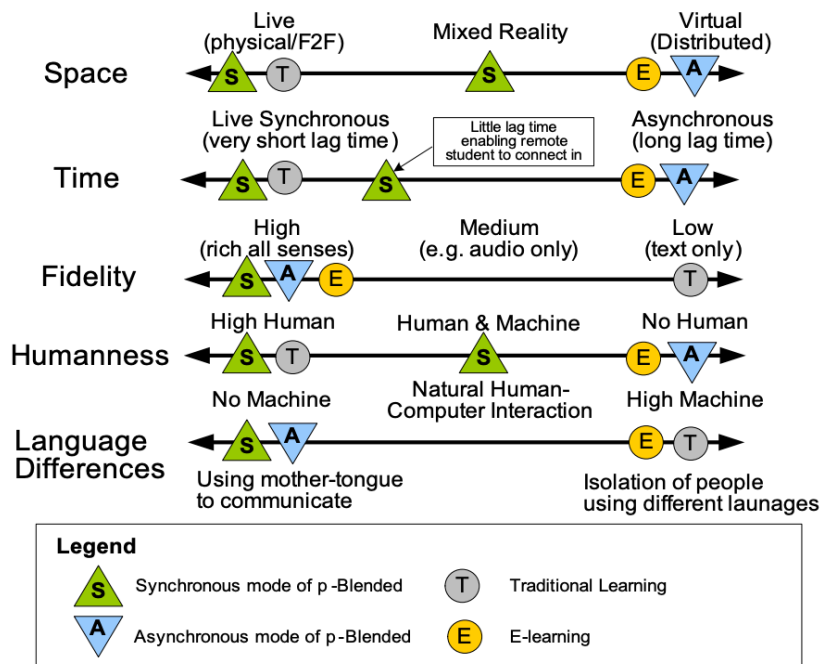 Live
(physical/F2F)
Mixed Reality
Virtual
(Distributed)
Space
S
T
S
E
A
Live Synchronous
(very short lag time)
Little lag time
enabling remote
student to connect in
Asynchronous
(long lag time)
Time
S
T
S
E
A
High
(rich all senses)
Medium
(e.g. audio only)
Low
(text only)
Fidelity
S
A
E
T
High Human
Human & Machine
No Human
Humanness
S
T
S
E
A
No Machine
Natural Human-
Computer Interaction
High Machine
Language
Differences
S
A
E
T
Using mother-tongue
to communicate
Isolation of people
using different launages
Legend
S
Synchronous mode of p-Blended
T
Traditional Learning
A
Asynchronous mode of p-Blended
E
E-learning